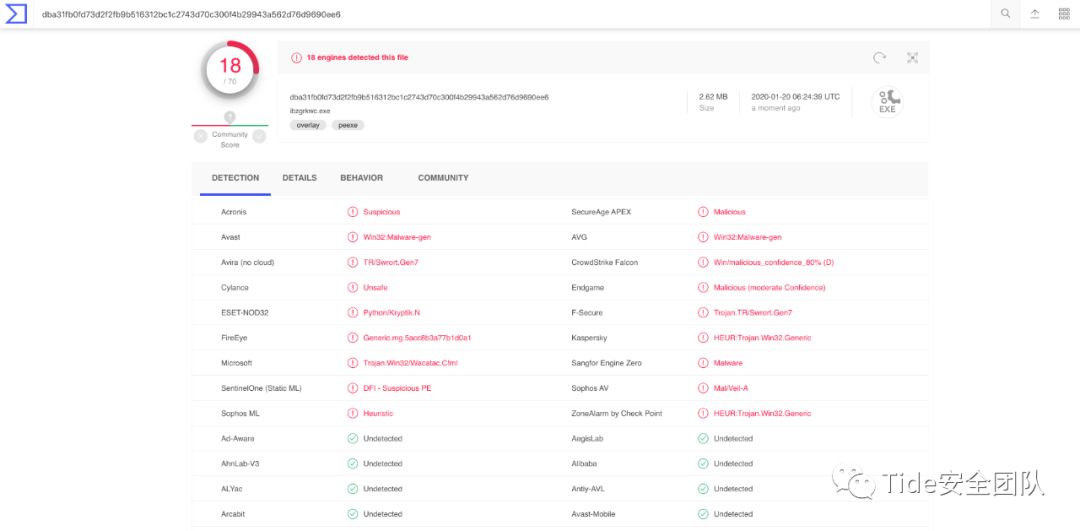 dba31fb0fd73d2f2fb9b516312bc1c2743d70c300f4b29943a562d76d9690ee6
18
/ 70
Community
Score
18 engines detected this file
dba31fb0fd73d2f2fb9b516312bc1c2743d70c300f4b29943a562d76d9690ee6
ibzgrkwc.exe
overlay peexe
2.62 MB
Size
2020-01-20 06:24:39 UTC
a moment ago
EXE
DETECTION DETAILS BEHAVIOR COMMUNITY
Acronis Suspicious SecureAge APEX Malicious
Avast Win32:Malware-gen AVG Win32:Malware-gen
Avira (no cloud) TR/Swrort.Gen7 CrowdStrike Falcon Win/malicious_confidence_80% (D)
Cylance Unsafe Endgame Malicious (moderate Confidence)
ESET-NOD32 Python/Kryptik.N F-Secure Trojan.TR/Swrort.Gen7
FireEye Generic.mg.5acc8b3a77b1d0a1 Kaspersky HEUR:Trojan.Win32.Generic
Microsoft Trojan:Win32/Wacatac.C!ml Sangfor Engine Zero Malware
SentinelOne (Static ML) DFI - Suspicious PE Sophos AV Mal/Veil-A
Sophos ML Heuristic ZoneAlarm by Check Point HEUR:Trojan.Win32.Generic
Ad-Aware Undetected AegisLab Undetected
AhnLab-V3 Undetected Alibaba Undetected
ALYac Undetected Antiy-AVL Undetected
Arcabit Undetected Avast-Mobile Undetected
Tide安全团队